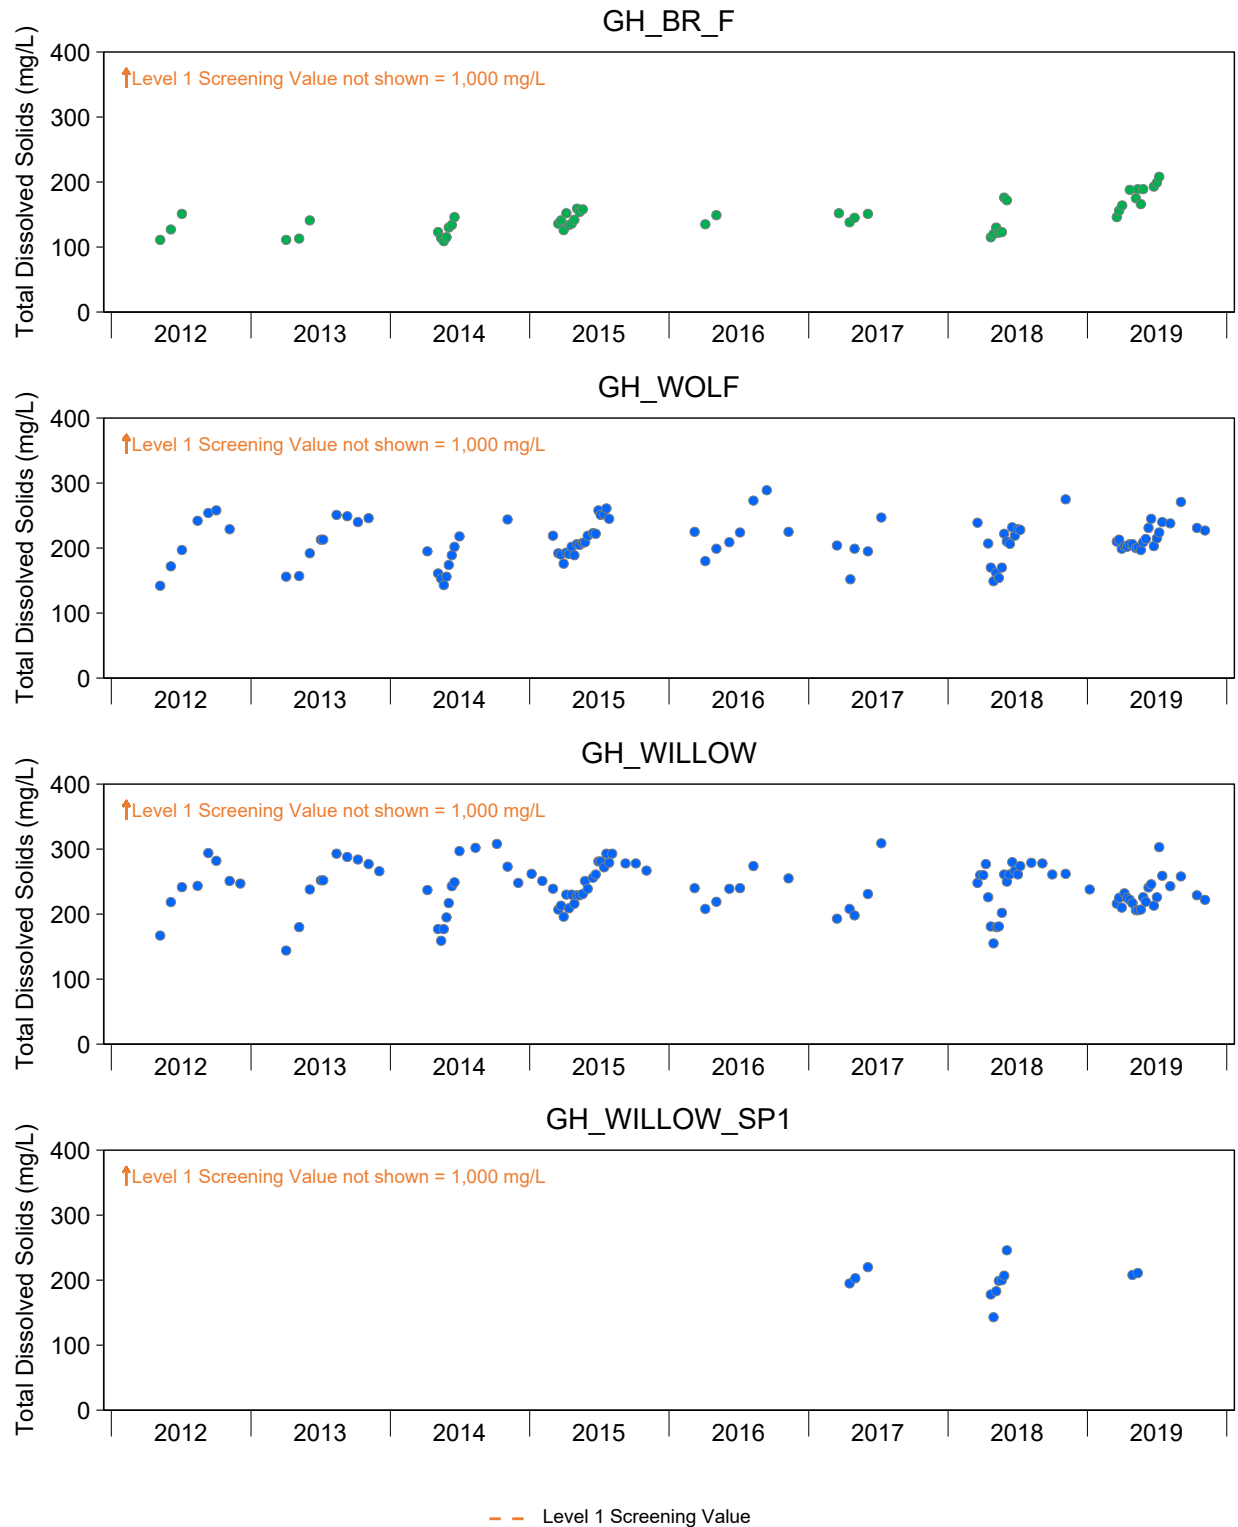 GH_BR_F
Total Dissolved Solids (mg/L)
400
300
200
100
0
Level 1 Screening Value not shown = 1,000 mg/L
2012 2013 2014 2015 2016 2017 2018 2019
GH_WOLF
Total Dissolved Solids (mg/L)
400
300
200
100
0
Level 1 Screening Value not shown = 1,000 mg/L
2012 2013 2014 2015 2016 2017 2018 2019
GH_WILLOW
Total Dissolved Solids (mg/L)
400
300
200
100
0
Level 1 Screening Value not shown = 1,000 mg/L
2012 2013 2014 2015 2016 2017 2018 2019
GH_WILLOW_SP1
Total Dissolved Solids (mg/L)
400
300
200
100
0
Level 1 Screening Value not shown = 1,000 mg/L
2012 2013 2014 2015 2016 2017 2018 2019
Level 1 Screening Value